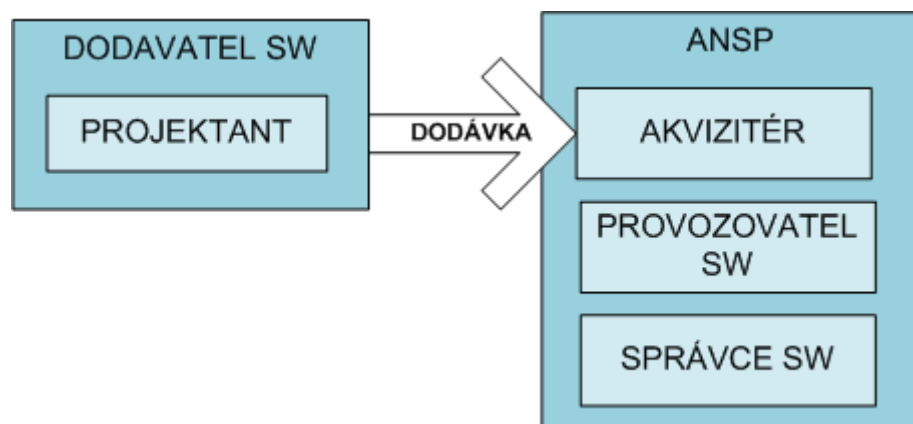 DODAVATEL SW
PROJEKTANT
DODÁVKA
ANSP
AKVIZITÉR
PROVOZOVATEL
SW
SPRÁVCE SW